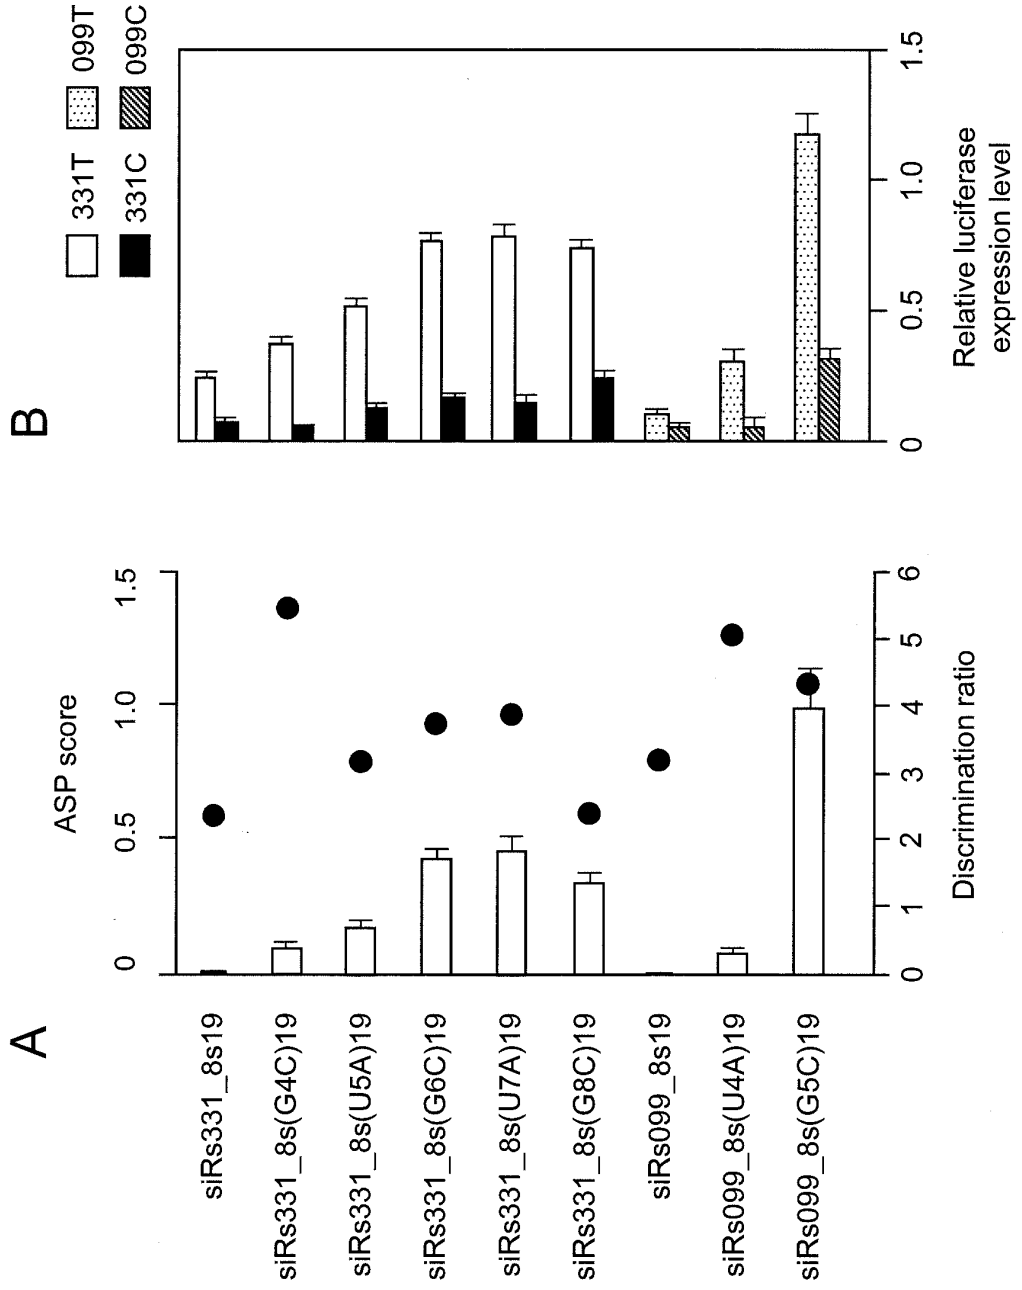 A
ASP score
0
0.5
1.0
1.5
siRs331_8s19
siRs331_8s(G4C)19
siRs331_8s(U5A)19
siRs331_8s(G6C)19
siRs331_8s(U7A)19
siRs331_8s(G8C)19
siRs099_8s19
siRs099_8s(U4A)19
siRs099_8s(G5C)19
0
1
2
3
4
5
6
Discrimination ratio
B
331T
099T
331C
099C
0
0.5
1.0
1.5
Relative luciferase
expression level